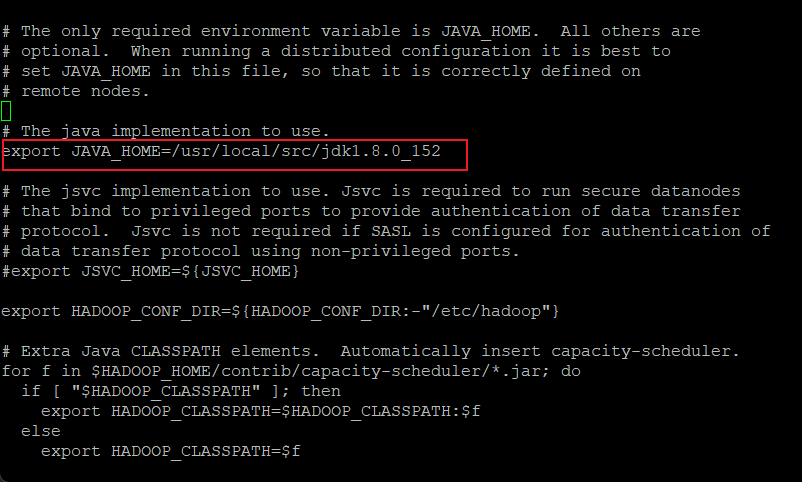 # The only required environment variable is JAVA_HOME.  All others are
# optional.  When running a distributed configuration it is best to
# set JAVA_HOME in this file, so that it is correctly defined on
# remote nodes.
# The java implementation to use.
export JAVA_HOME=/usr/local/src/jdk1.8.0_152
# The jsvc implementation to use. Jsvc is required to run secure datanodes
# that bind to privileged ports to provide authentication of data transfer
# protocol.  Jsvc is not required if SASL is configured for authentication of
# data transfer protocol using non-privileged ports.
#export JSVC_HOME=${JSVC_HOME}
export HADOOP_CONF_DIR=${HADOOP_CONF_DIR:-"/etc/hadoop"}
# Extra Java CLASSPATH elements.  Automatically insert capacity-scheduler.
for f in $HADOOP_HOME/contrib/capacity-scheduler/*.jar; do
  if [ "$HADOOP_CLASSPATH" ]; then
    export HADOOP_CLASSPATH=$HADOOP_CLASSPATH:$f
  else
    export HADOOP_CLASSPATH=$f